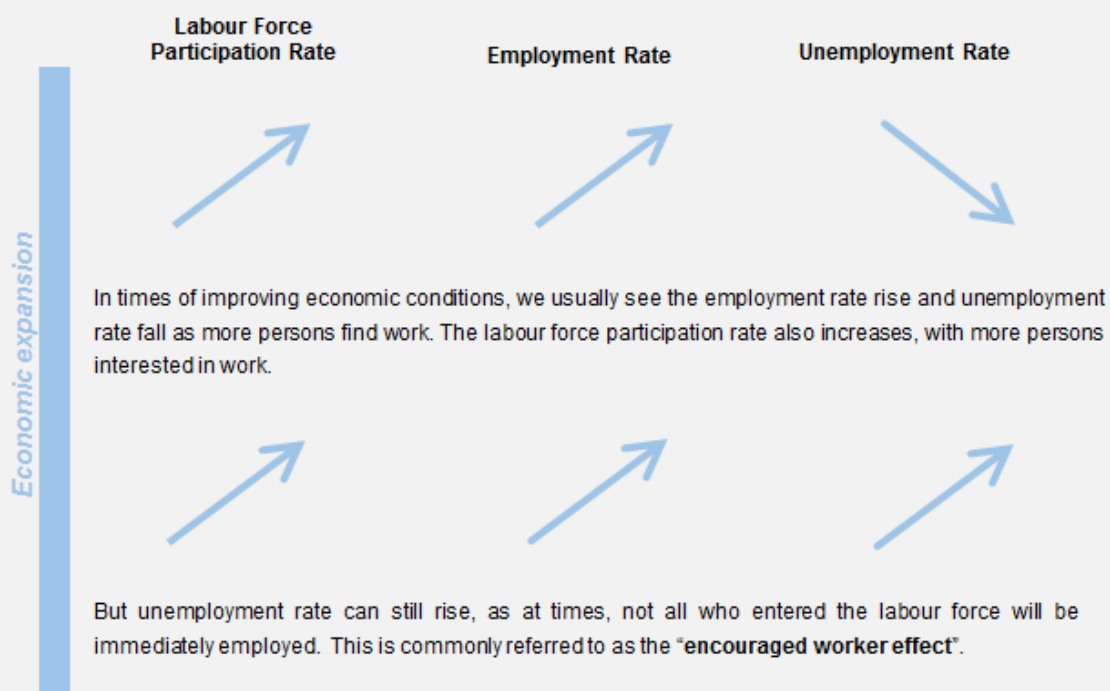 Labour Force
Participation Rate
Employment Rate
Unemployment Rate
Economic expansion
In times of improving economic conditions, we usually see the employment rate rise and unemployment
rate fall as more persons find work. The labour force participation rate also increases, with more persons
interested in work.
But unemployment rate can still rise, as at times, not all who entered the labour force will be
immediately employed. This is commonly referred to as the “encouraged worker effect”.